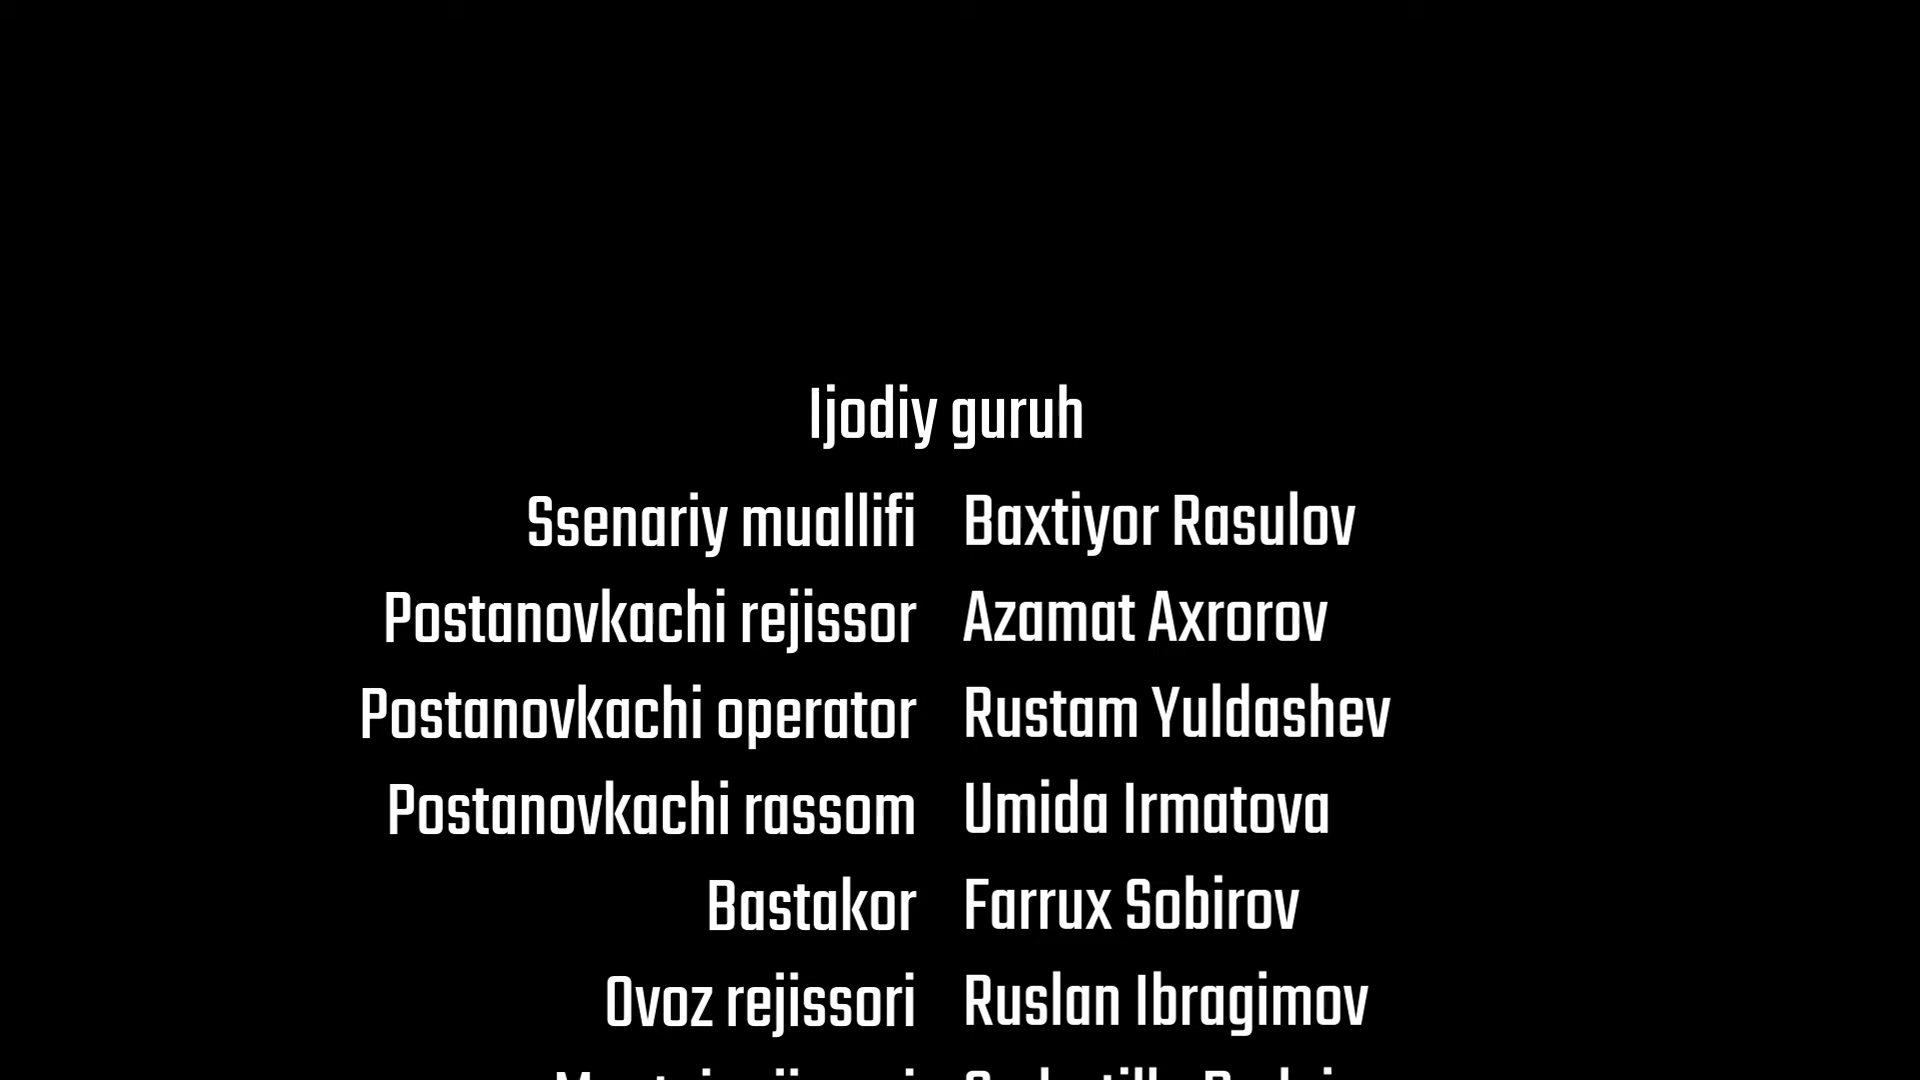 Ijodiy guruh
Ssenariy muallifi Baxtiyor Rasulov
Postanovkachi rejissor Azamat Axrorov
Postanovkachi operator Rustam Yuldashev
Postanovkachi rassom Umida Irmatova
Bastakor Farrux Sobirov
Ovoz rejissori Ruslan Ibragimov